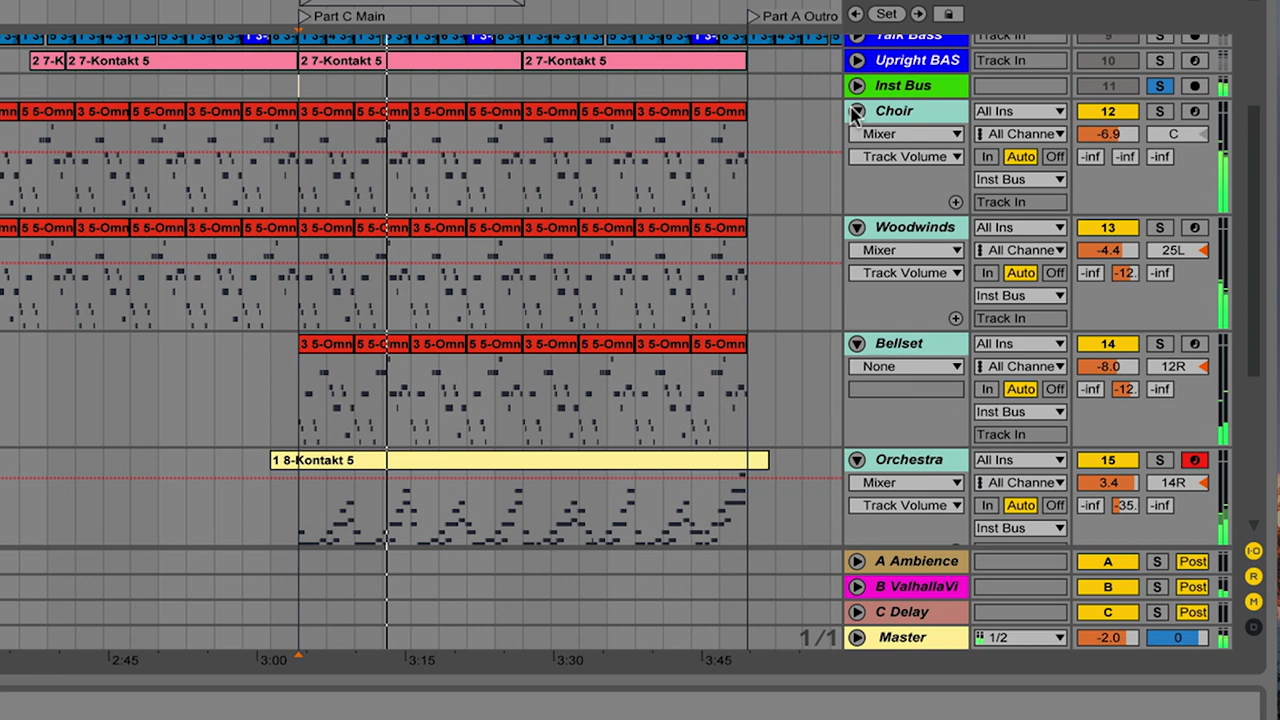 Part C Main Part A Outro Set
Talk Bass Track In 9 S
2 7-K 2 7-Kontakt 5 2 7-Kontakt 5 2 7-Kontakt 5 Upright BAS Track In 10 S
Inst Bus 11 S
5 5-Omn 3 5-Omn 5 5-Omn 3 5-Omn 5 5-Omn 3 5-Omn 5 5-Omn 3 5-Omn 5 5-Omn 3 5-Omn 5 5-Omn 3 5-Omn 5 5-Omn Choir All Ins 12 S
Mixer All Channe -6.9 C
Track Volume In Auto Off -inf -inf -inf
Inst Bus
Track In
5 5-Omn 3 5-Omn 5 5-Omn 3 5-Omn 5 5-Omn 3 5-Omn 5 5-Omn 3 5-Omn 5 5-Omn 3 5-Omn 5 5-Omn 3 5-Omn 5 5-Omn Woodwinds All Ins 13 S
Mixer All Channe -4.4 25L
Track Volume In Auto Off -inf -12. -inf
Inst Bus
Track In
3 5-Omn 5 5-Omn 3 5-Omn 5 5-Omn 3 5-Omn 5 5-Omn 3 5-Omn 5 5-Omn Bellset All Ins 14 S
None All Channe -8.0 12R
In Auto Off -inf -12. -inf
Inst Bus
Track In
1 8-Kontakt 5 Orchestra All Ins 15 S
Mixer All Channe 3.4 14R
Track Volume In Auto Off -inf -35. -inf
Inst Bus
A Ambience A S Post I·O
B ValhallaVi B S Post R
C Delay C S Post M
1/1 Master 1/2 -2.0 0 D
2:45 3:00 3:15 3:30 3:45